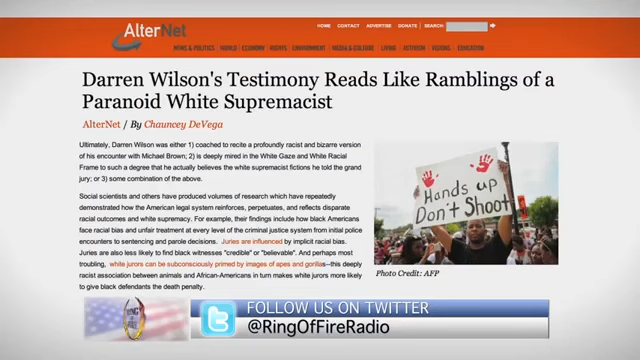 AlterNet
HOME CONTACT ADVERTISE DONATE SEARCH:
NEWS & POLITICS WORLD ECONOMY RIGHTS ENVIRONMENT MEDIA & CULTURE LIVING ACTIVISM VISIONS EDUCATION
Darren Wilson's Testimony Reads Like Ramblings of a
Paranoid White Supremacist
AlterNet / By Chauncey DeVega
Ultimately, Darren Wilson was either 1) coached to recite a profoundly racist and bizarre version
of his encounter with Michael Brown; 2) is deeply mired in the White Gaze and White Racial
Frame to such a degree that he actually believes the white supremacist fictions he told the grand
jury; or 3) some combination of the above.
Social scientists and others have produced volumes of research which have repeatedly
demonstrated how the American legal system reinforces, perpetuates, and reflects disparate
racial outcomes and white supremacy. For example, their findings include how black Americans
face racial bias and unfair treatment at every level of the criminal justice system from initial police
encounters to sentencing and parole decisions. Juries are influenced by implicit racial bias.
Juries are also less likely to find black witnesses "credible" or "believable". And perhaps most
troubling, white jurors can be subconsciously primed by images of apes and gorillas--this deeply
racist association between animals and African-Americans in turn makes white jurors more likely
to give black defendants the death penalty.
Hands up
Don't Shoot
Photo Credit: AFP
FOLLOW US ON TWITTER
@RingOfFireRadio